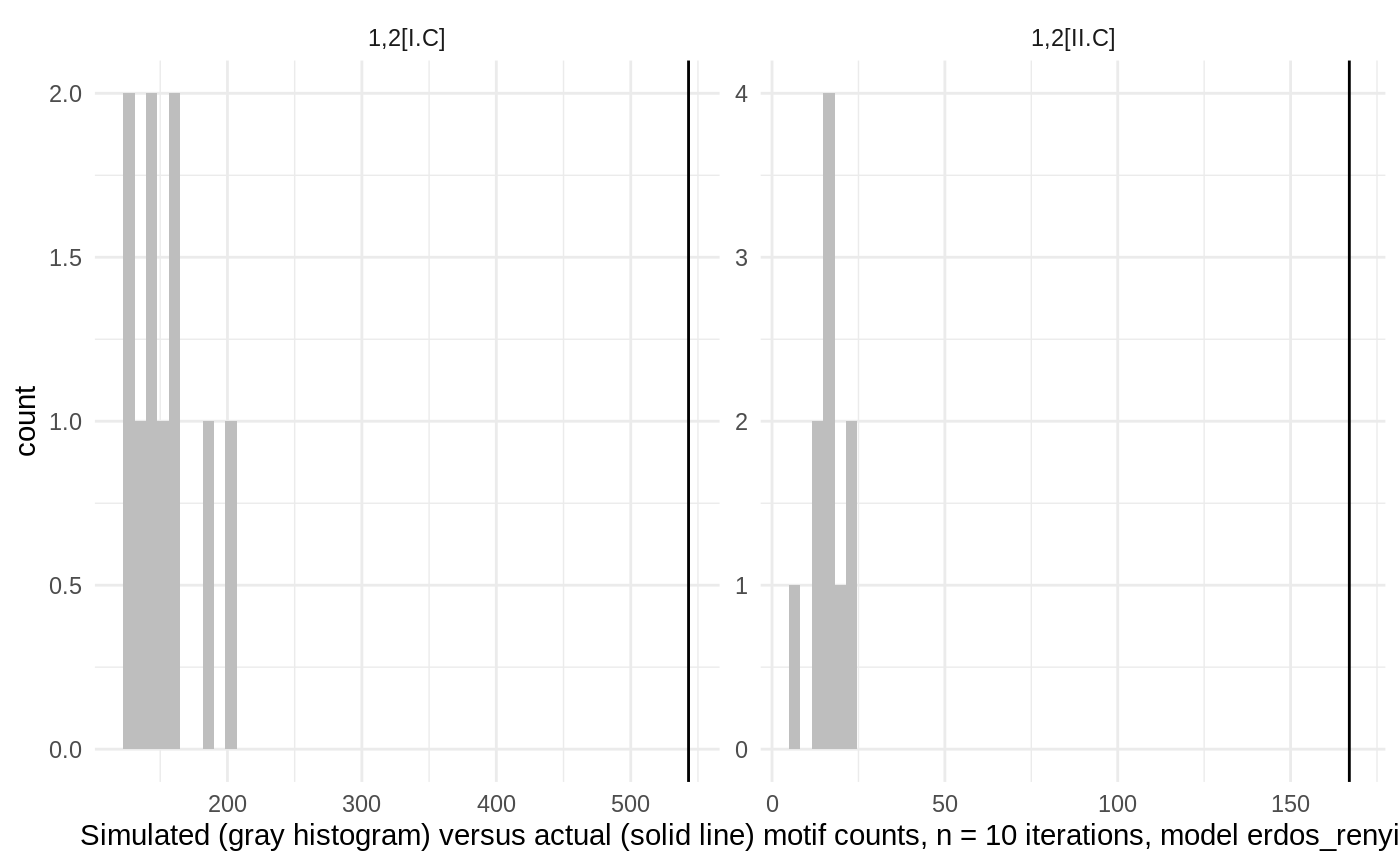 1,2[I.C]
1,2[II.C]
count
2.0
1.5
1.0
0.5
0.0
4
3
2
1
0
200 300 400 500
0 50 100 150
Simulated (gray histogram) versus actual (solid line) motif counts, n = 10 iterations, model erdos_renyi